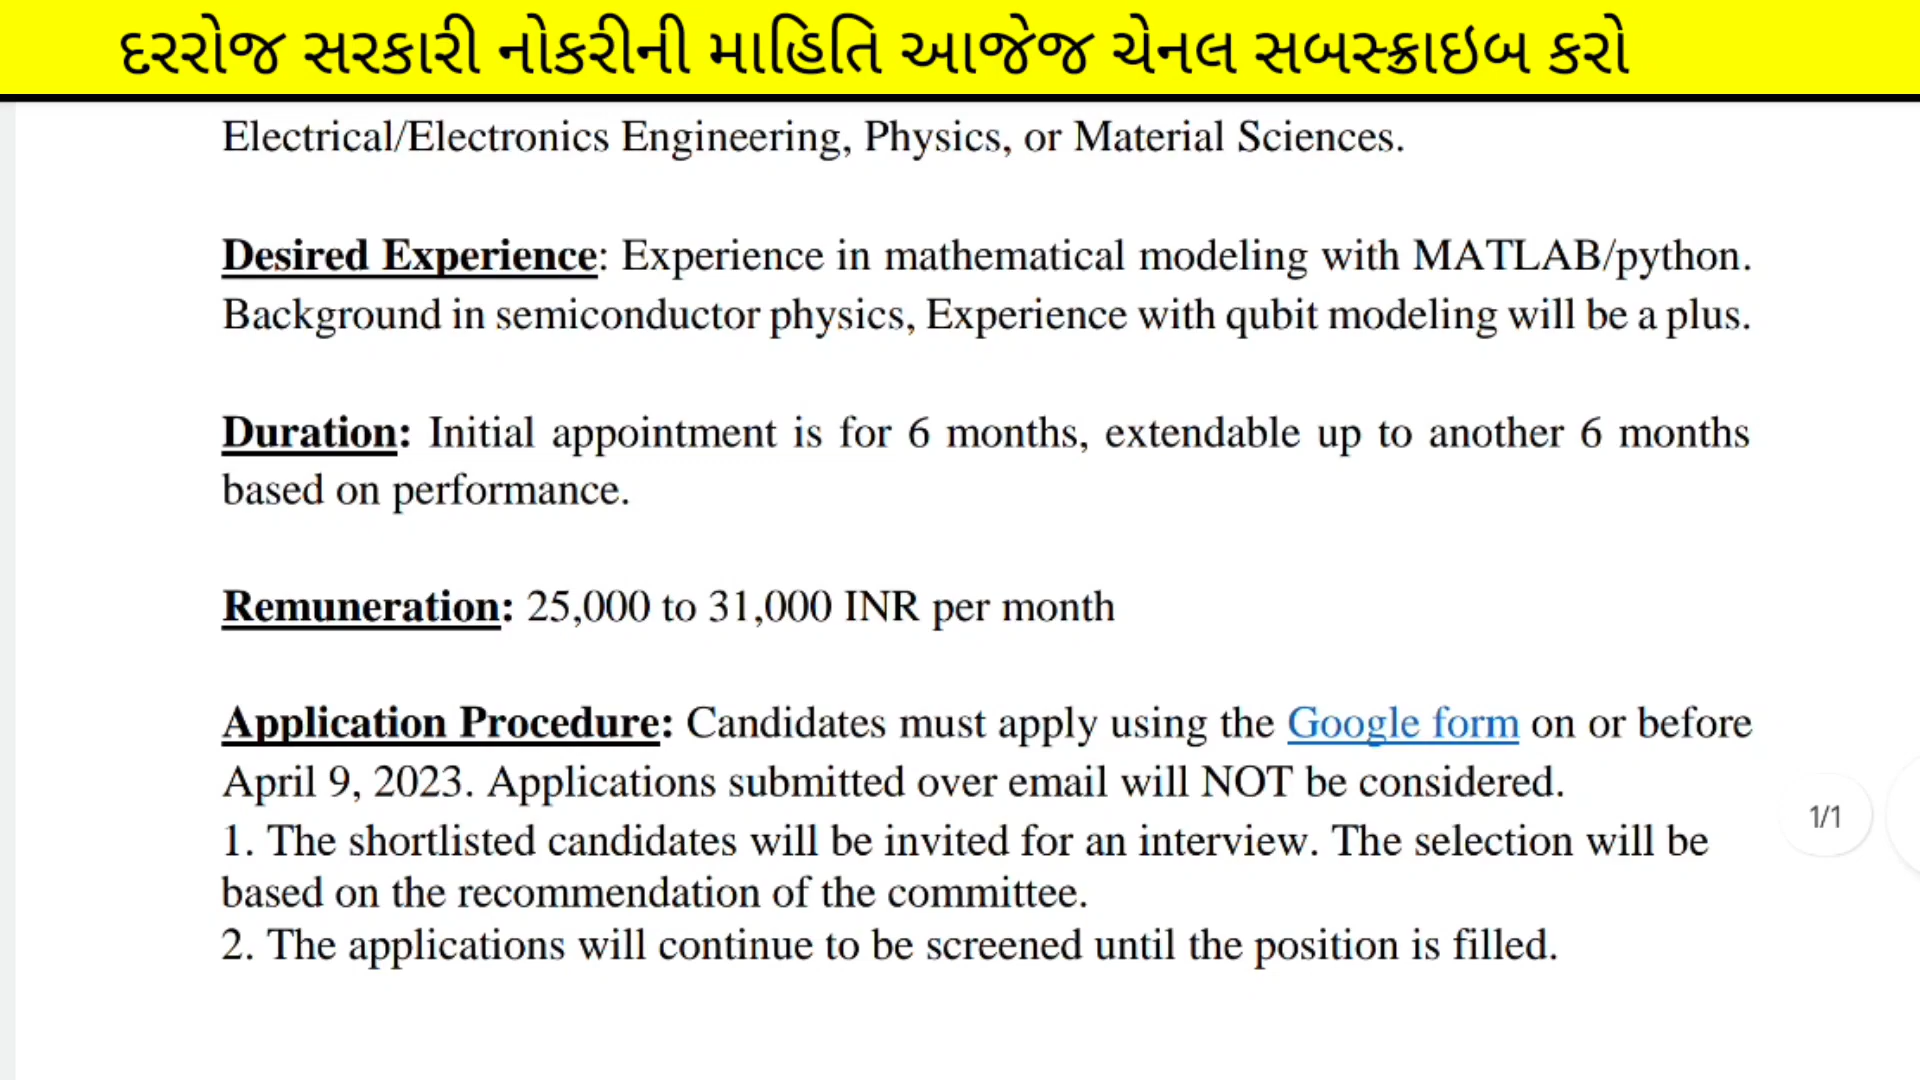 દરરોજ સરકારી નોકરીની માહિતિ આજેજ ચેનલ સબસ્ક્રાઇબ કરો
Electrical/Electronics Engineering, Physics, or Material Sciences.
Desired Experience: Experience in mathematical modeling with MATLAB/python.
Background in semiconductor physics, Experience with qubit modeling will be a plus.
Duration: Initial appointment is for 6 months, extendable up to another 6 months
based on performance.
Remuneration: 25,000 to 31,000 INR per month
Application Procedure: Candidates must apply using the Google form on or before
April 9, 2023. Applications submitted over email will NOT be considered.
1. The shortlisted candidates will be invited for an interview. The selection will be
based on the recommendation of the committee.
2. The applications will continue to be screened until the position is filled.
1/1